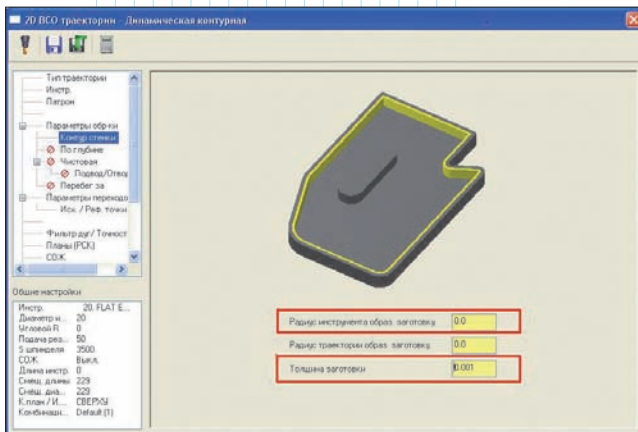 2D ВСО траектории - Динамическая контурная
Тип траектории
Инстр.
Патрон
Параметры обр-ки
Контур стенки
По глубине
Чистовая
Подвод/Отвод
Перебег за
Параметры перехода
Исх. / Реф. точки
Фильтр дуг/ Точност
Планы (РСК)
СОЖ
Общие настройки
Инстр. 20. FLAT E...
Диаметр и... 20
Угловой R 0
Подача рез... 50
S шпинделя 3500
СОЖ Выкл.
Длина инстр. 0
Смещ. длины 229
Смещ. диа... 229
К.план / И... СВЕРХУ
Комбинаци... Default (1)
Радиус инструмента образ. заготовку 0.0
Радиус траектории образ. заготовку 0.0
Толщина заготовки 0.001